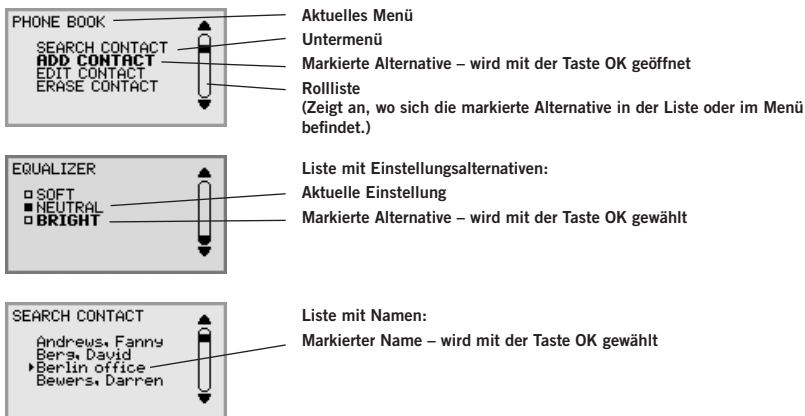 PHONE BOOK
SEARCH CONTACT
ADD CONTACT
EDIT CONTACT
ERASE CONTACT
Aktuelles Menü
Untermenü
Markierte Alternative – wird mit der Taste OK geöffnet
Rollliste
(Zeigt an, wo sich die markierte Alternative in der Liste oder im Menü
befindet.)
EQUALIZER
SOFT
NEUTRAL
BRIGHT
Liste mit Einstellungsalternativen:
Aktuelle Einstellung
Markierte Alternative – wird mit der Taste OK gewählt
SEARCH CONTACT
Andrews, Fanny
Berg, David
Berlin office
Bewers, Darren
Liste mit Namen:
Markierter Name – wird mit der Taste OK gewählt